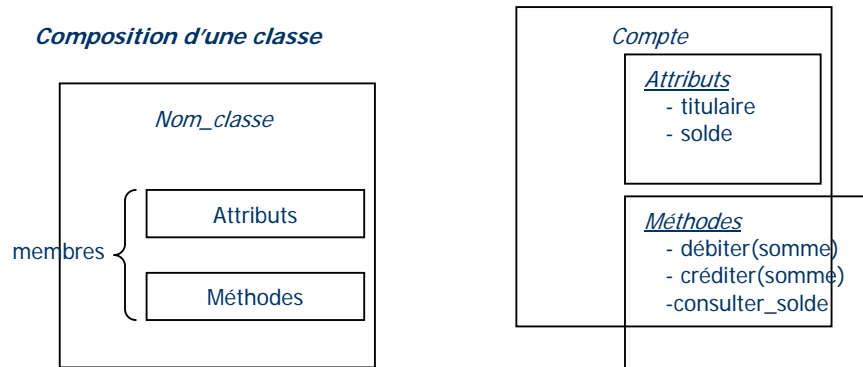 Composition d'une classe
Nom_classe
Attributs
membres
Méthodes
Compte
Attributs
- titulaire
- solde
Méthodes
- débiter(somme)
- créditer(somme)
-consulter_solde